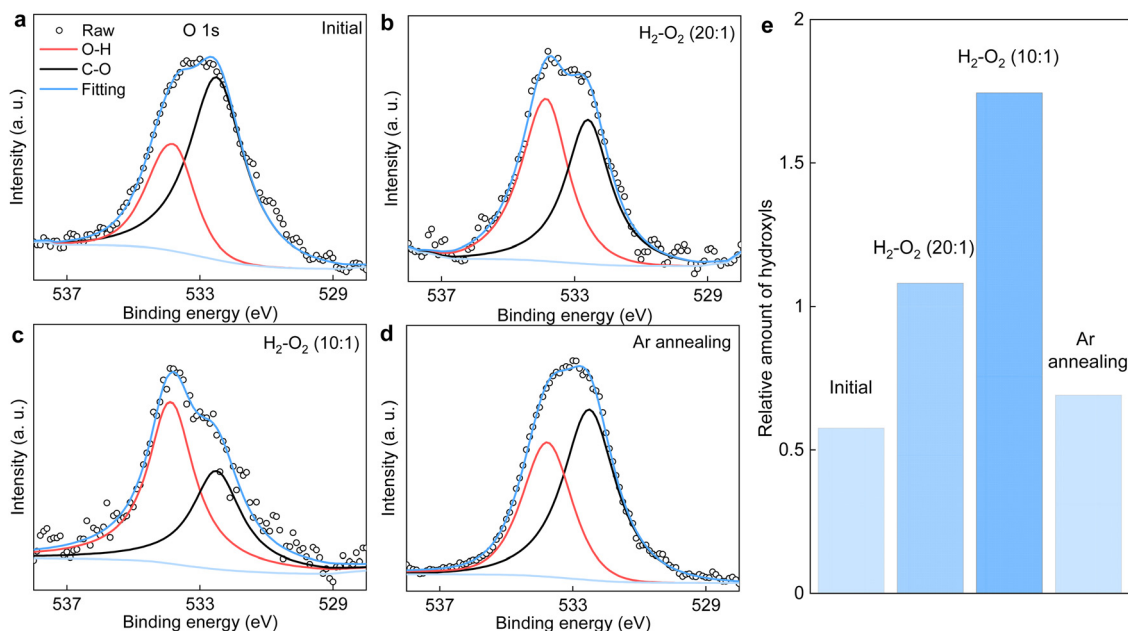 a
Initial
O 1s
Raw
O-H
C-O
Fitting
Intensity (a. u.)
537
533
529
Binding energy (eV)
b
H₂-O₂ (20:1)
Intensity (a. u.)
537
533
529
Binding energy (eV)
c
H₂-O₂ (10:1)
Intensity (a. u.)
537
533
529
Binding energy (eV)
d
Ar annealing
Intensity (a. u.)
537
533
529
Binding energy (eV)
e
Relative amount of hydroxyls
2
1.5
1
0.5
0
Initial
H₂-O₂ (20:1)
H₂-O₂ (10:1)
Ar
annealing